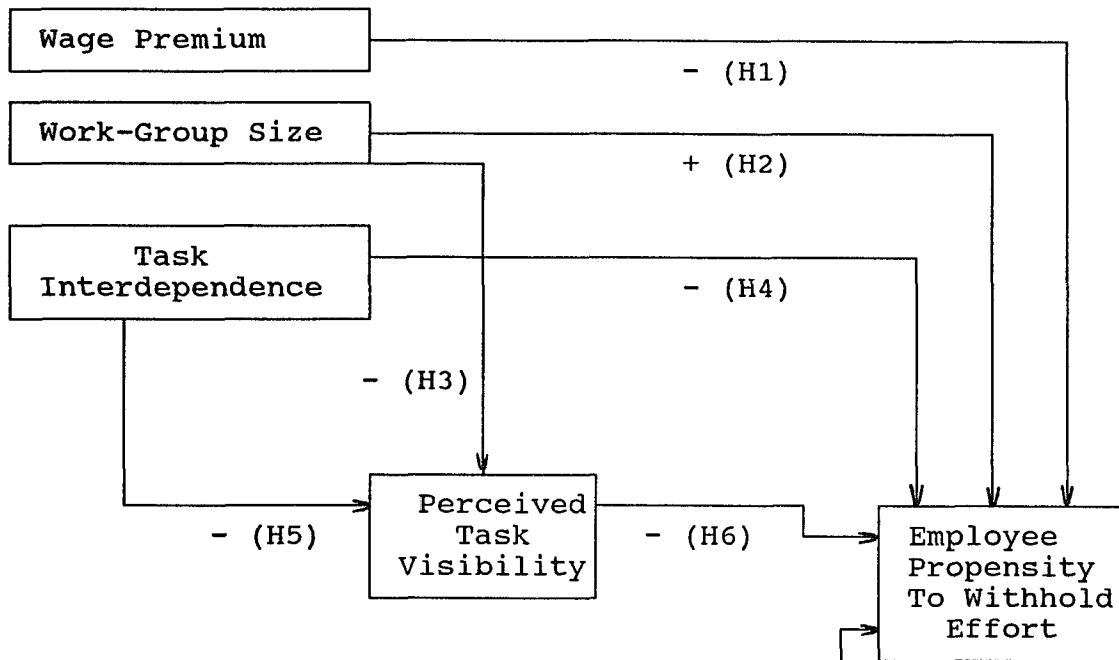 Wage Premium
- (H1)
Work-Group Size
+ (H2)
Task
Interdependence
- (H4)
- (H3)
Perceived
Task
Visibility
- (H5)
- (H6)
Employee
Propensity
To Withhold
Effort